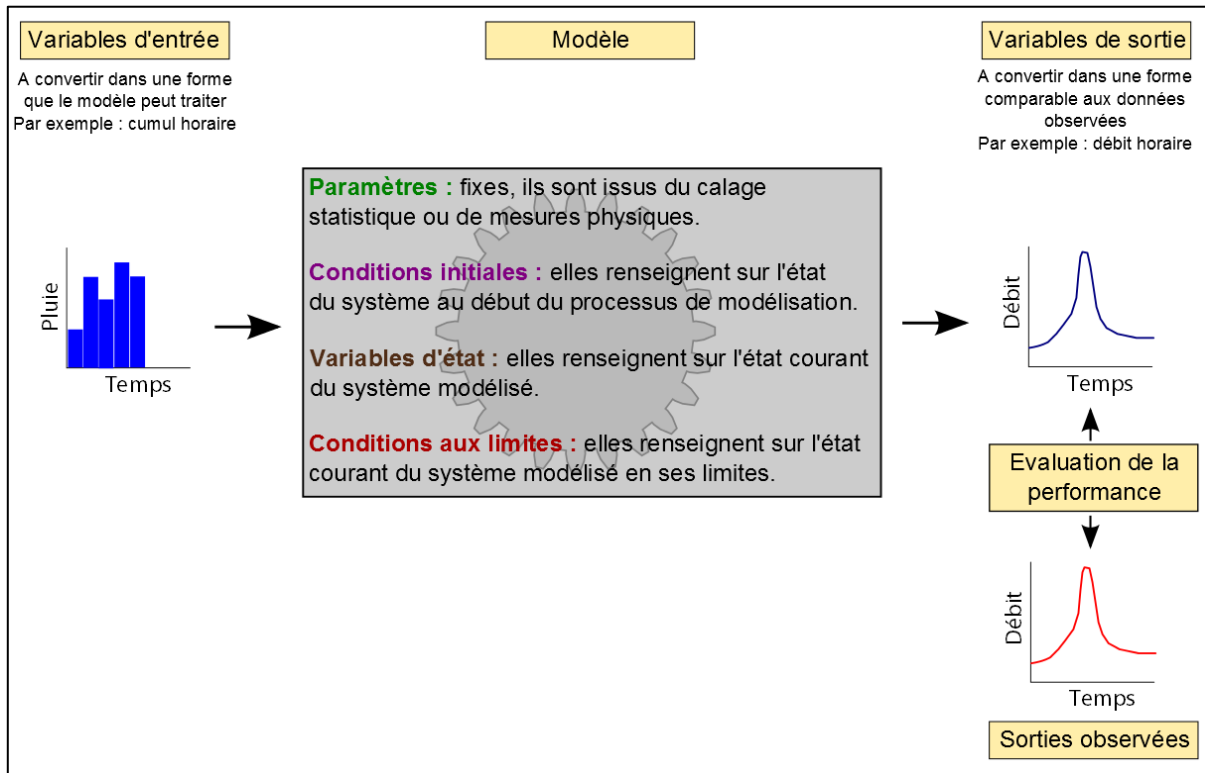 Variables d'entrée
A convertir dans une forme
que le modèle peut traiter
Par exemple : cumul horaire
Pluie
Temps
Modèle
Paramètres : fixes, ils sont issus du calage
statistique ou de mesures physiques.
Conditions initiales : elles renseignent sur l'état
du système au début du processus de modélisation.
Variables d'état : elles renseignent sur l'état courant
du système modélisé.
Conditions aux limites : elles renseignent sur l'état
courant du système modélisé en ses limites.
Variables de sortie
A convertir dans une forme
comparable aux données
observées
Par exemple : débit horaire
Débit
Temps
Evaluation de la
performance
Débit
Temps
Sorties observées